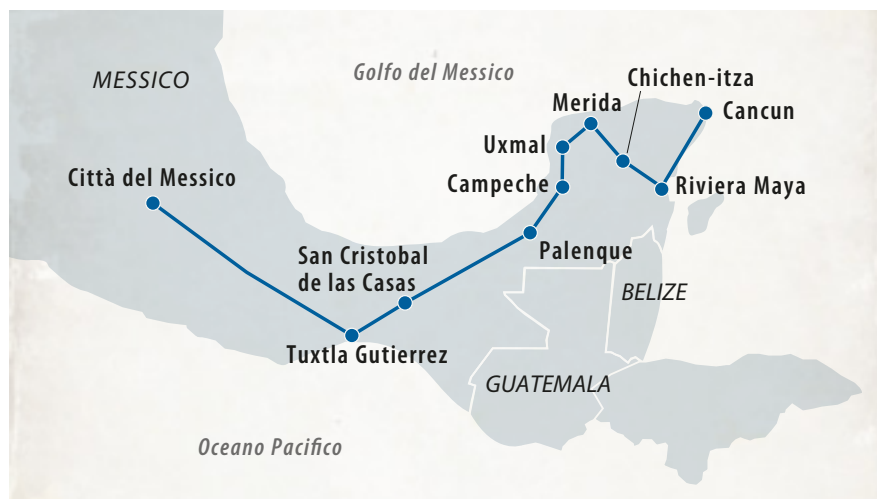 MESSICO
Golfo del Messico
Chichen-itza
Merida
Cancun
Uxmal
Città del Messico
Campeche
Riviera Maya
San Cristobal
de las Casas
Palenque
BELIZE
Tuxtla Gutierrez
GUATEMALA
Oceano Pacifico